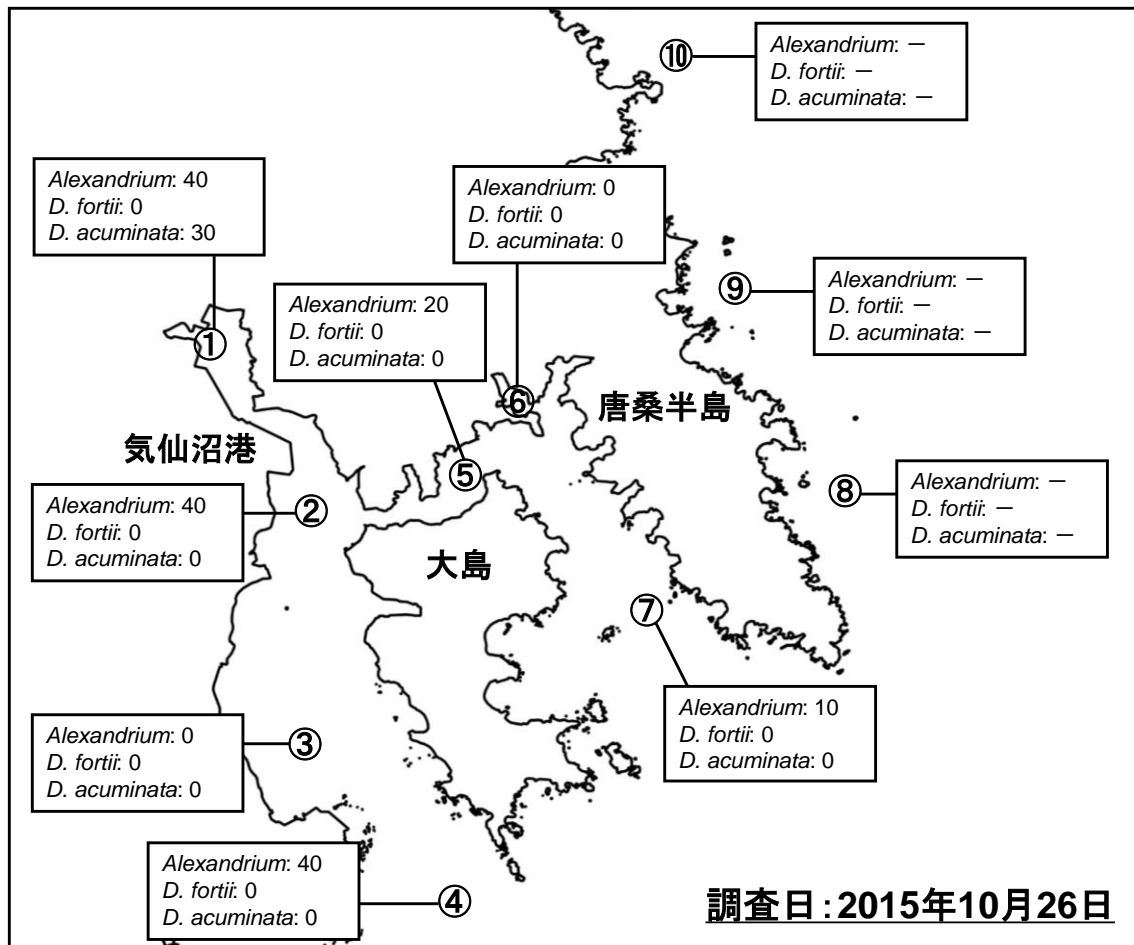 ⑩
Alexandrium: －
D. fortii: －
D. acuminata: －
Alexandrium: 40
D. fortii: 0
D. acuminata: 30
Alexandrium: 0
D. fortii: 0
D. acuminata: 0
①
Alexandrium: 20
D. fortii: 0
D. acuminata: 0
⑨
Alexandrium: －
D. fortii: －
D. acuminata: －
⑥
唐桑半島
気仙沼港
⑤
Alexandrium: 40
D. fortii: 0
D. acuminata: 0
②
大島
⑧
Alexandrium: －
D. fortii: －
D. acuminata: －
⑦
Alexandrium: 10
D. fortii: 0
D. acuminata: 0
Alexandrium: 0
D. fortii: 0
D. acuminata: 0
③
Alexandrium: 40
D. fortii: 0
D. acuminata: 0
④
調査日：2015年10月26日